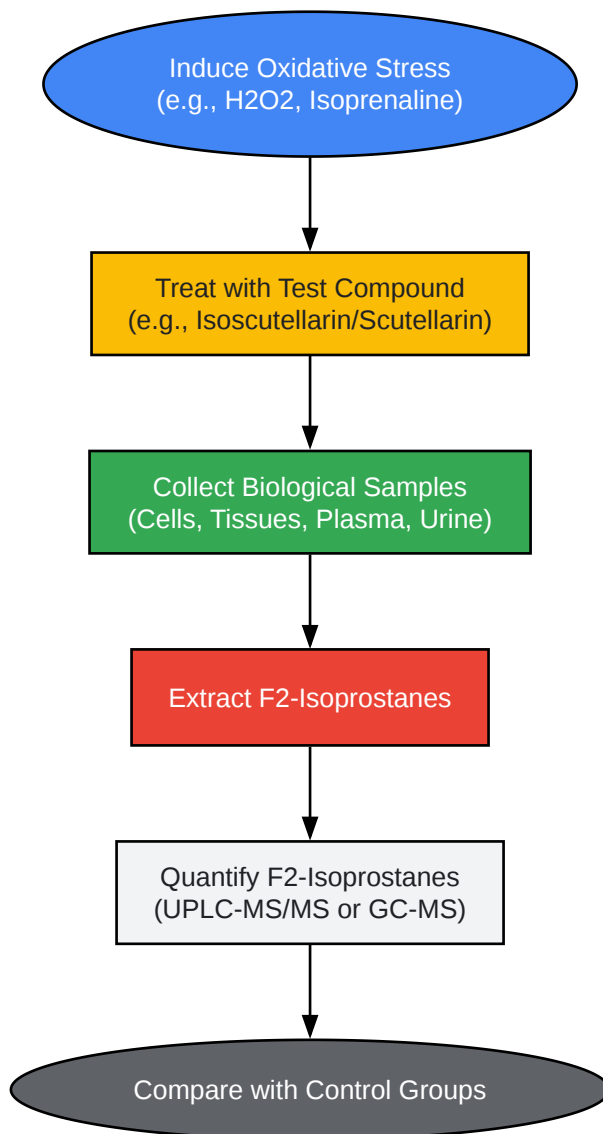 Induce Oxidative Stress
(e.g., H2O2, Isoprenaline)
Treat with Test Compound
(e.g., Isoscutellarin/Scutellarin)
Collect Biological Samples
(Cells, Tissues, Plasma, Urine)
Extract F2-Isoprostanes
Quantify F2-Isoprostanes
(UPLC-MS/MS or GC-MS)
Compare with Control Groups